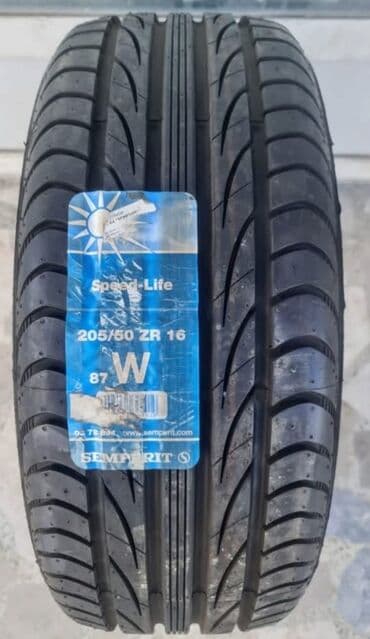 Speed-Life
205/50 ZR 16
87 W
www.semperit.com
SEMPERIT